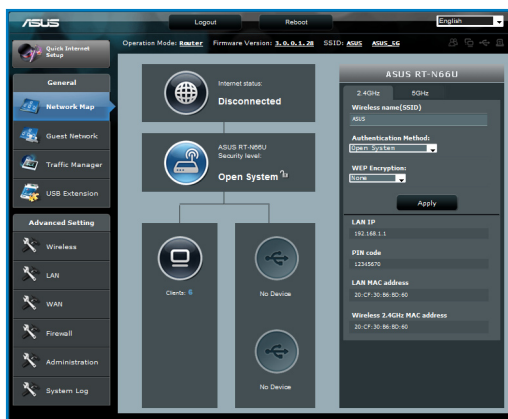 ASUS
Logout
Reboot
English
Quick Internet Setup
Operation Mode: Router Firmware Version: 3.0.0.1.28 SSID: ASUS ASUS_5G
General
Network Map
Guest Network
Traffic Manager
USB Extension
Advanced Setting
Wireless
LAN
WAN
Firewall
Administration
System Log
Internet status:
Disconnected
ASUS RT-N66U
Security level:
Open System
Clients: 6
No Device
No Device
ASUS RT-N66U
2.4GHz
5GHz
Wireless name(SSID)
ASUS
Authentication Method:
Open System
WEP Encryption:
None
Apply
LAN IP
192.168.1.1
PIN code
12345670
LAN MAC address
20:CF:30:B6:BD:60
Wireless 2.4GHz MAC address
20:CF:30:B6:BD:60